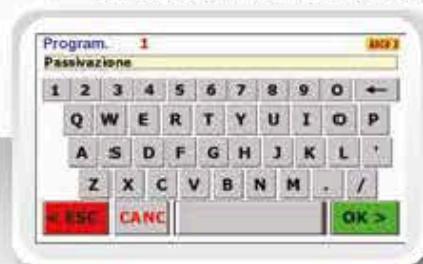 Program. 1
Passivazione
1 2 3 4 5 6 7 8 9 0 ←
Q W E R T Y U I O P
A S D F G H J K L '
Z X C V B N M . /
< ESC CANC OK >